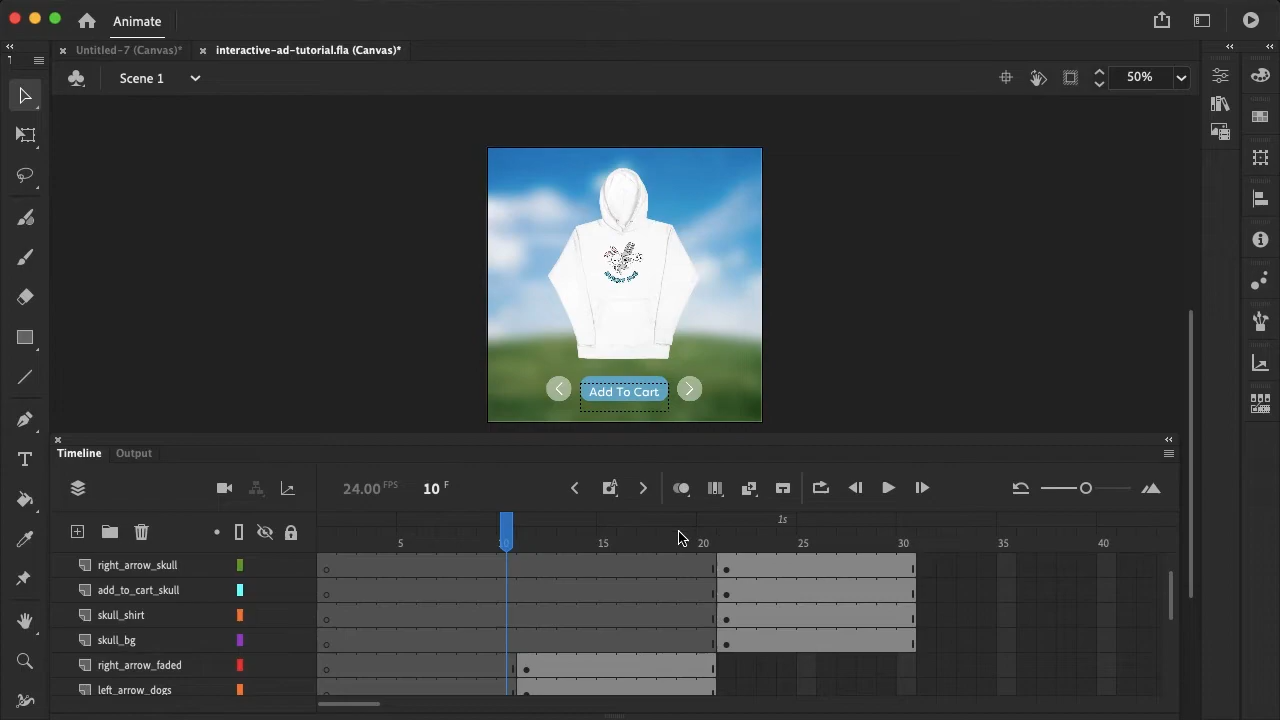 Animate
Untitled-7 (Canvas)*
interactive-ad-tutorial.fla (Canvas)*
Scene 1
50%
Add To Cart
Timeline
Output
24.00 FPS
10 F
1s
5
10
15
20
25
30
35
40
right_arrow_skull
add_to_cart_skull
skull_shirt
skull_bg
right_arrow_faded
left_arrow_dogs